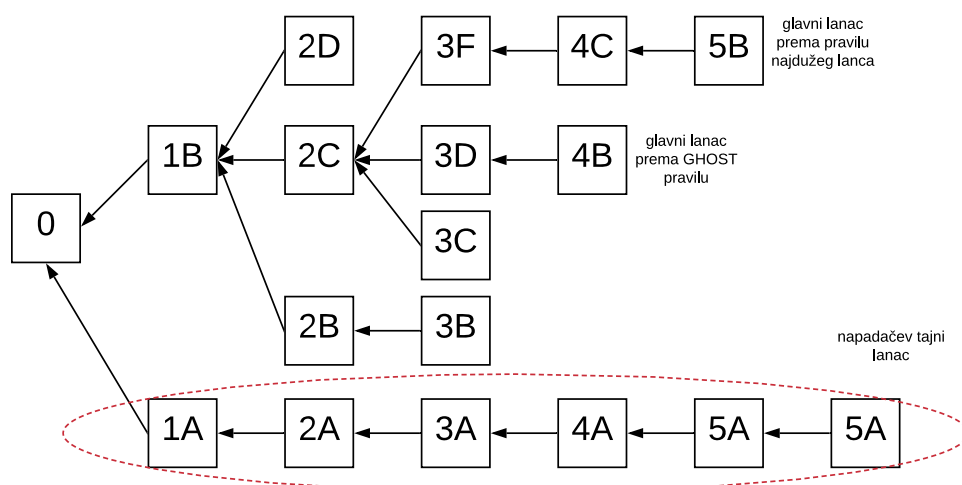 2D
3F
4C
5B
glavni lanac
prema pravilu
najdužeg lanca
1B
2C
3D
4B
glavni lanac
prema GHOST
pravilu
0
3C
2B
3B
napadačev tajni
lanac
1A
2A
3A
4A
5A
5A